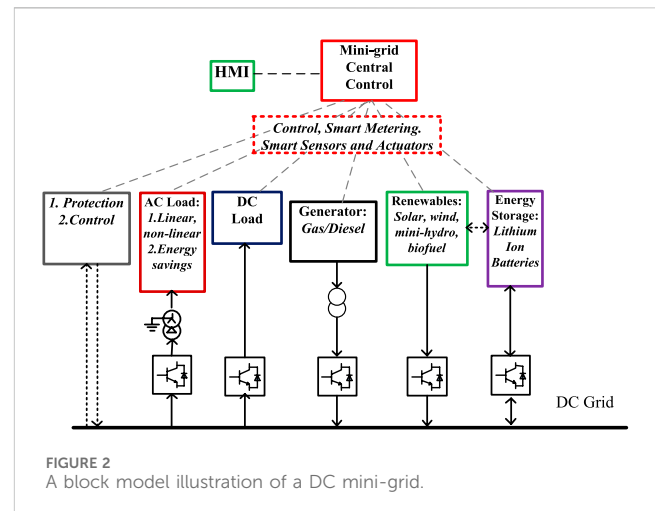 HMI
Mini-grid
Central
Control
Control, Smart Metering.
Smart Sensors and Actuators
1. Protection
2.Control
AC Load:
1.Linear,
non-linear
2.Energy
savings
DC
Load
Generator:
Gas/Diesel
Renewables:
Solar, wind,
mini-hydro,
biofuel
Energy
Storage:
Lithium
Ion
Batteries
DC Grid
FIGURE 2
A block model illustration of a DC mini-grid.